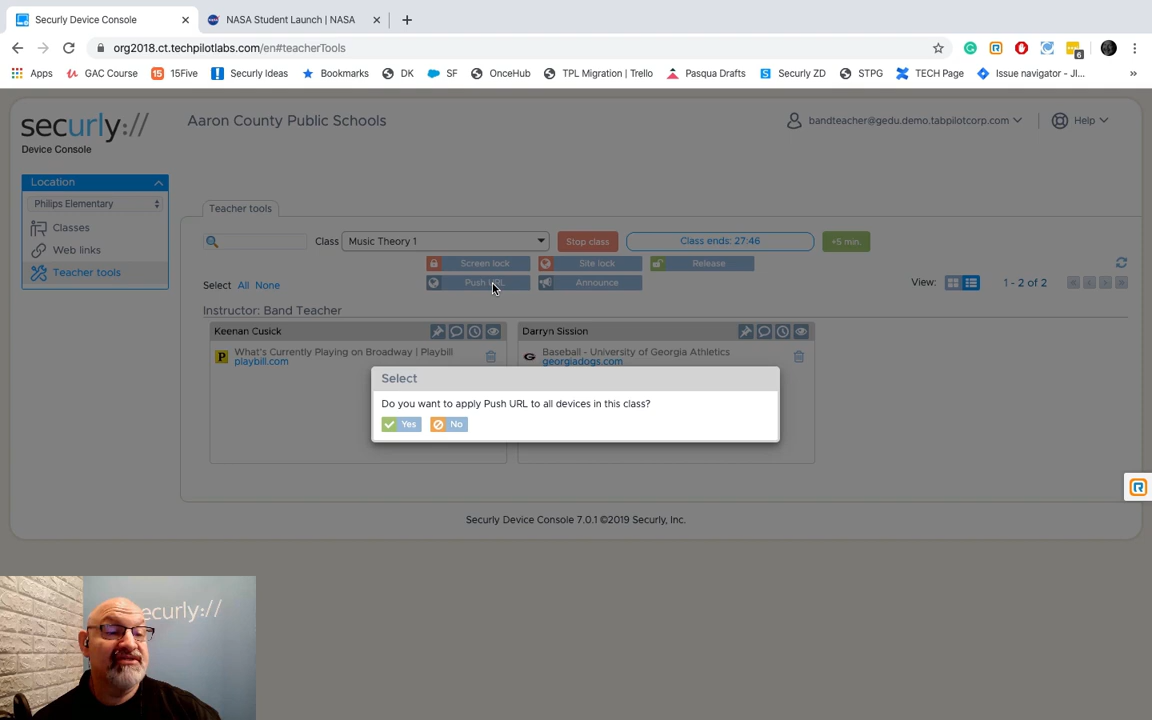 Securly Device Console
NASA Student Launch | NASA
org2018.ct.techpilotlabs.com/en#teacherTools
6
Apps
GAC Course
15
15Five
Securly Ideas
Bookmarks
DK
SF
OnceHub
TPL Migration | Trello
Pasqua Drafts
Securly ZD
STPG
TECH Page
Issue navigator - JI...
»
securly://
Device Console
Aaron County Public Schools
bandteacher@gedu.demo.tabpilotcorp.com
Help
Location
Philips Elementary
Classes
Web links
Teacher tools
Teacher tools
Class
Music Theory 1
Stop class
Class ends: 27:46
+5 min.
Screen lock
Site lock
Release
Select All None
Push URL
Announce
View:
1 - 2 of 2
Instructor: Band Teacher
Keenan Cusick
What's Currently Playing on Broadway | Playbill
playbill.com
Darryn Sission
Baseball - University of Georgia Athletics
georgiadogs.com
Select
Do you want to apply Push URL to all devices in this class?
Yes
No
Securly Device Console 7.0.1 ©2019 Securly, Inc.
securly://